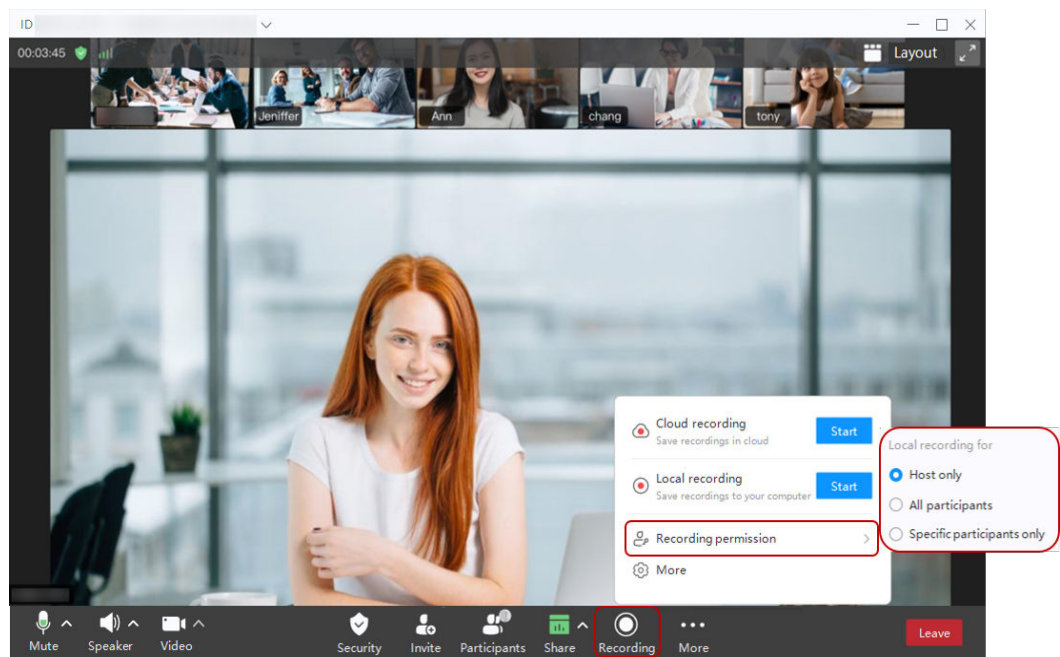 ID
00:03:45
Layout
Jeniffer
Ann
chang
tony
Cloud recording
Save recordings in cloud
Start
Local recording
Save recordings to your computer
Start
Recording permission
More
Local recording for
Host only
All participants
Specific participants only
Mute
Speaker
Video
Security
Invite
Participants
Share
Recording
More
Leave